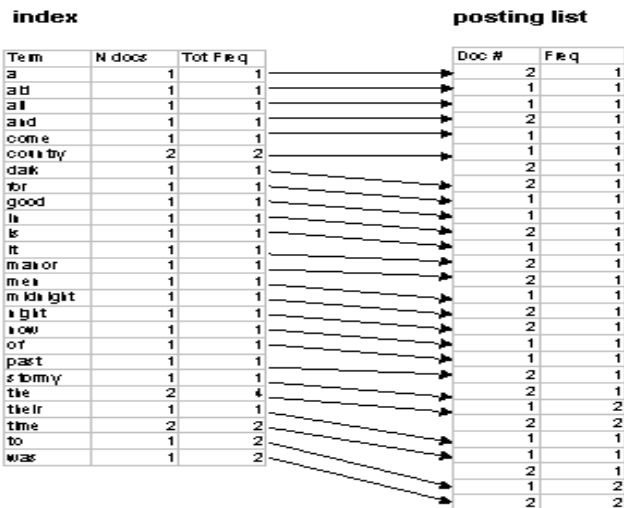 index
Term N docs Tot Freq
a 1 1
aid 1 1
all 1 1
and 1 1
come 1 1
country 2 2
dark 1 1
for 1 1
good 1 1
in 1 1
is 1 1
it 1 1
manor 1 1
men 1 1
midnight 1 1
night 1 1
now 1 1
of 1 1
past 1 1
stormy 1 1
the 2 4
their 1 1
time 2 2
to 1 2
was 1 2
posting list
Doc # Freq
2 1
1 1
1 1
2 1
1 1
1 1
2 1
2 1
1 1
1 1
1 1
1 1
2 1
2 1
1 1
2 1
2 1
1 1
1 1
2 1
2 1
1 2
2 2
1 1
1 1
2 1
1 2
2 2